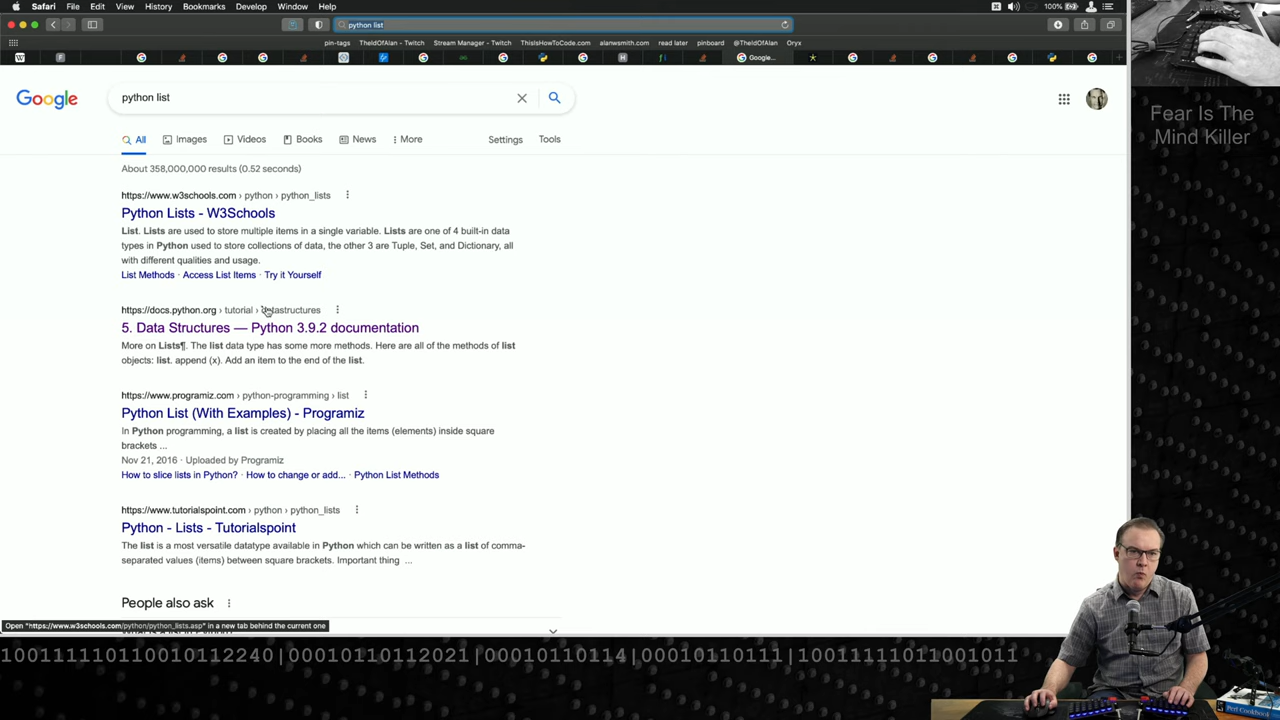 Safari File Edit View History Bookmarks Develop Window Help 100%
python list
pin-tags TheIdOfAlan - Twitch Stream Manager - Twitch ThisIsHowToCode.com alanwsmith.com read later pinboard @TheIdOfAlan Oryx
Google...
Google
python list
All Images Videos Books News More Settings Tools
About 358,000,000 results (0.52 seconds)
https://www.w3schools.com › python › python_lists
Python Lists - W3Schools
List. Lists are used to store multiple items in a single variable. Lists are one of 4 built-in data
types in Python used to store collections of data, the other 3 are Tuple, Set, and Dictionary, all
with different qualities and usage.
List Methods · Access List Items · Try it Yourself
https://docs.python.org › tutorial › datastructures
5. Data Structures — Python 3.9.2 documentation
More on Lists¶. The list data type has some more methods. Here are all of the methods of list
objects: list. append (x). Add an item to the end of the list.
https://www.programiz.com › python-programming › list
Python List (With Examples) - Programiz
In Python programming, a list is created by placing all the items (elements) inside square
brackets ...
Nov 21, 2016 · Uploaded by Programiz
How to slice lists in Python? · How to change or add... · Python List Methods
https://www.tutorialspoint.com › python › python_lists
Python - Lists - Tutorialspoint
The list is a most versatile datatype available in Python which can be written as a list of comma-
separated values (items) between square brackets. Important thing ...
People also ask
Open "https://www.w3schools.com/python/python_lists.asp" in a new tab behind the current one
Fear Is The
Mind Killer
100111110110010112240|00010110112021|00010110114|00010110111|1001111101100101​1
Perl Cookbook